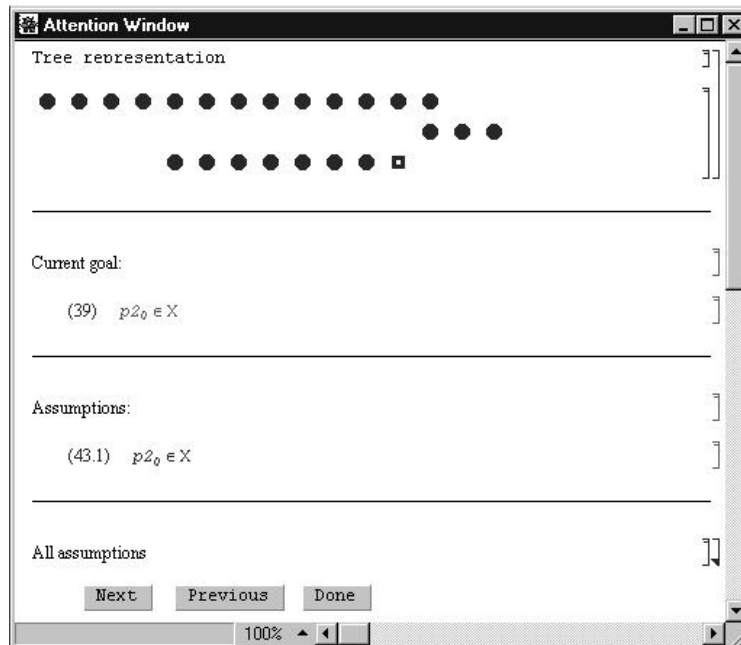 Attention Window
Tree representation
Current goal:
(39) p2₀ ∈ X
Assumptions:
(43.1) p2₀ ∈ X
All assumptions
Next Previous Done
100%